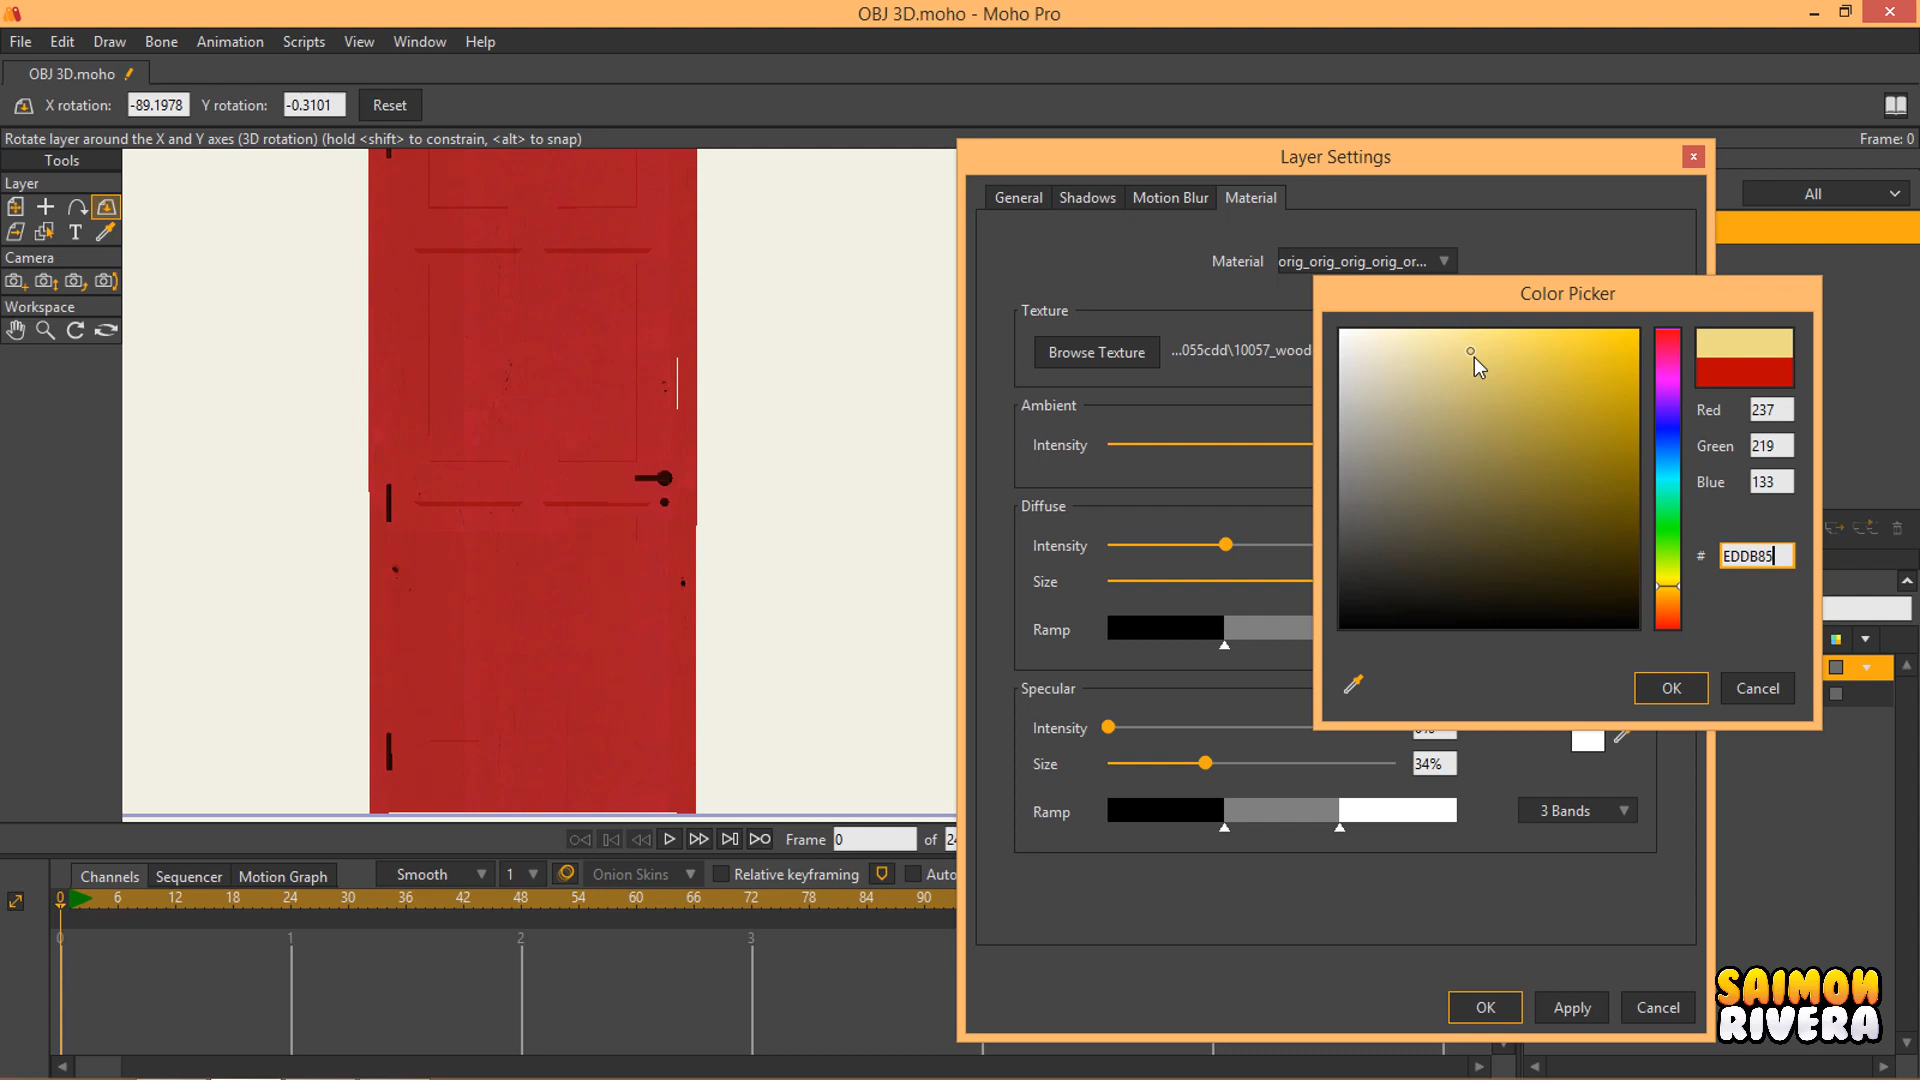 OBJ 3D.moho - Moho Pro
File Edit Draw Bone Animation Scripts View Window Help
OBJ 3D.moho
X rotation: -89.1978 Y rotation: -0.3101 Reset
Rotate layer around the X and Y axes (3D rotation) (hold <shift> to constrain, <alt> to snap) Frame: 0
Tools
Layer
Camera
Workspace
Layer Settings
General Shadows Motion Blur Material
All
Material orig_orig_orig_orig_or...
Texture
Browse Texture ...055cdd\10057_wood
Ambient
Intensity
Diffuse
Intensity
Size
Ramp
Specular
Intensity
Size 34%
Ramp 3 Bands
OK Apply Cancel
Color Picker
Red 237
Green 219
Blue 133
# EDDB85
OK Cancel
Frame 0 of
Channels Sequencer Motion Graph Smooth 1 Onion Skins Relative keyframing Auto
0 6 12 18 24 30 36 42 48 54 60 66 72 78 84 90
0 1 2 3
SAIMON
RIVERA